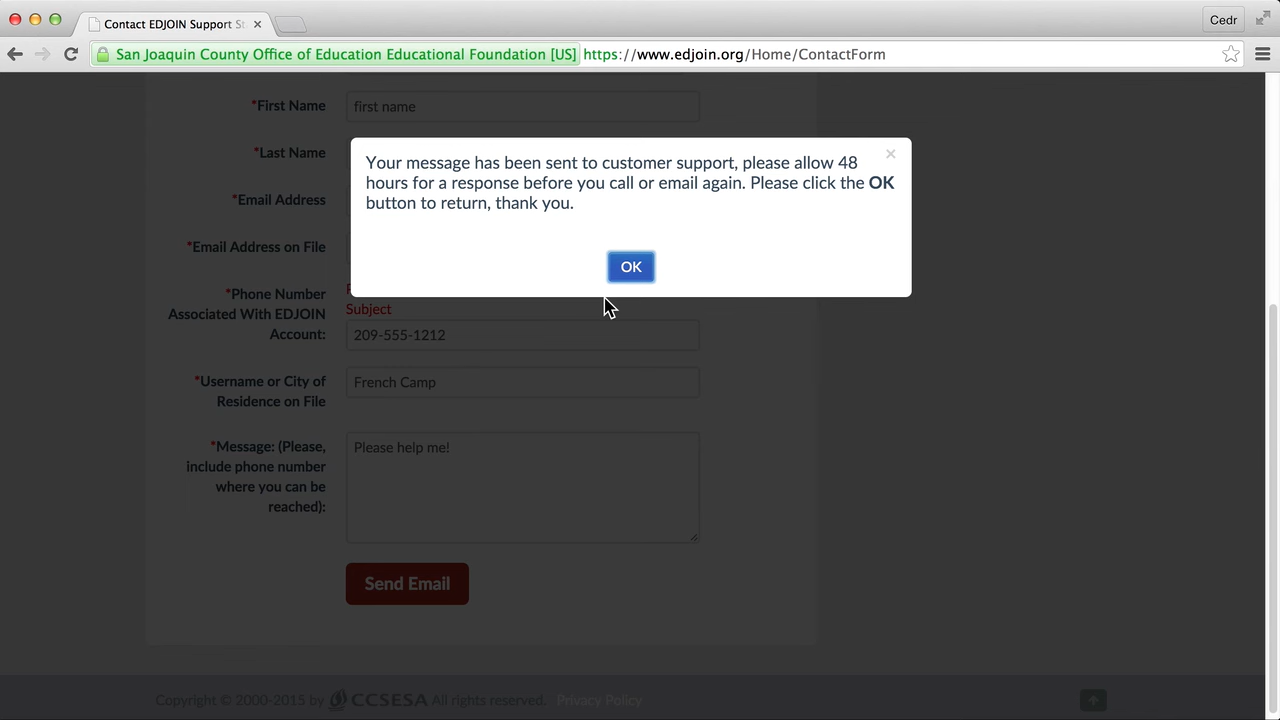 Contact EDJOIN Support St
Cedr
San Joaquin County Office of Education Educational Foundation [US] https://www.edjoin.org/Home/ContactForm
*First Name
first name
*Last Name
Your message has been sent to customer support, please allow 48
hours for a response before you call or email again. Please click the OK
button to return, thank you.
OK
*Email Address
*Email Address on File
*Phone Number
Associated With EDJOIN
Account:
Subject
209-555-1212
*Username or City of
Residence on File
French Camp
*Message: (Please,
include phone number
where you can be
reached):
Please help me!
Send Email
Copyright © 2000-2015 by CCSESA All rights reserved. Privacy Policy